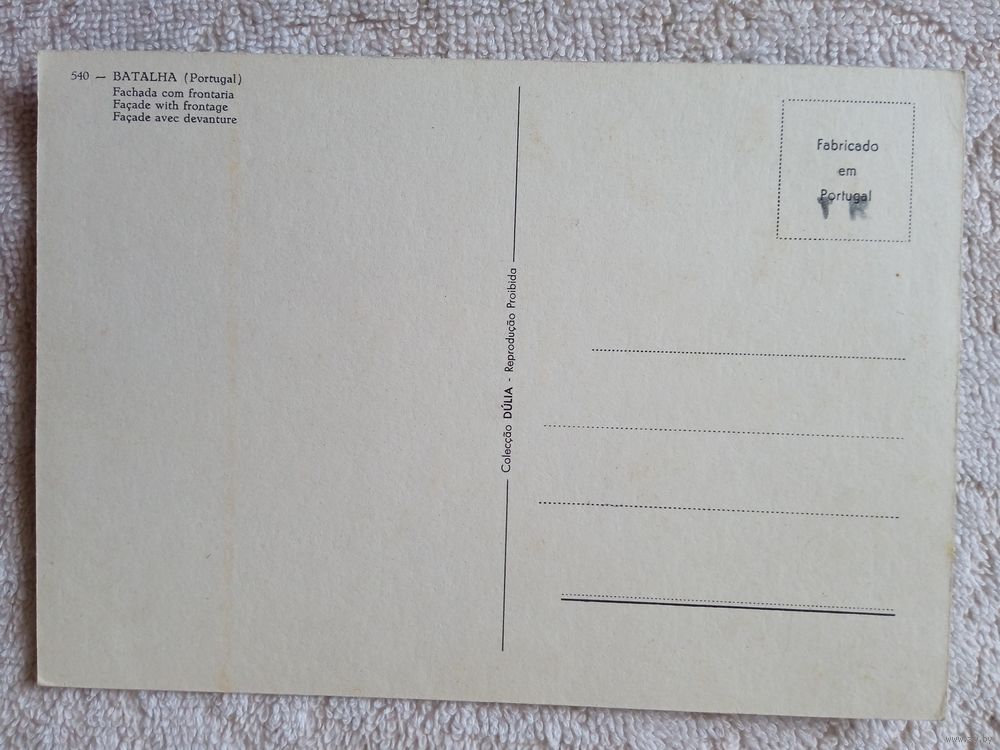 540 — BATALHA (Portugal)
Fachada com frontaria
Façade with frontage
Façade avec devanture
Fabricado
em
Portugal
Colecção DÚLIA - Reprodução Proibida